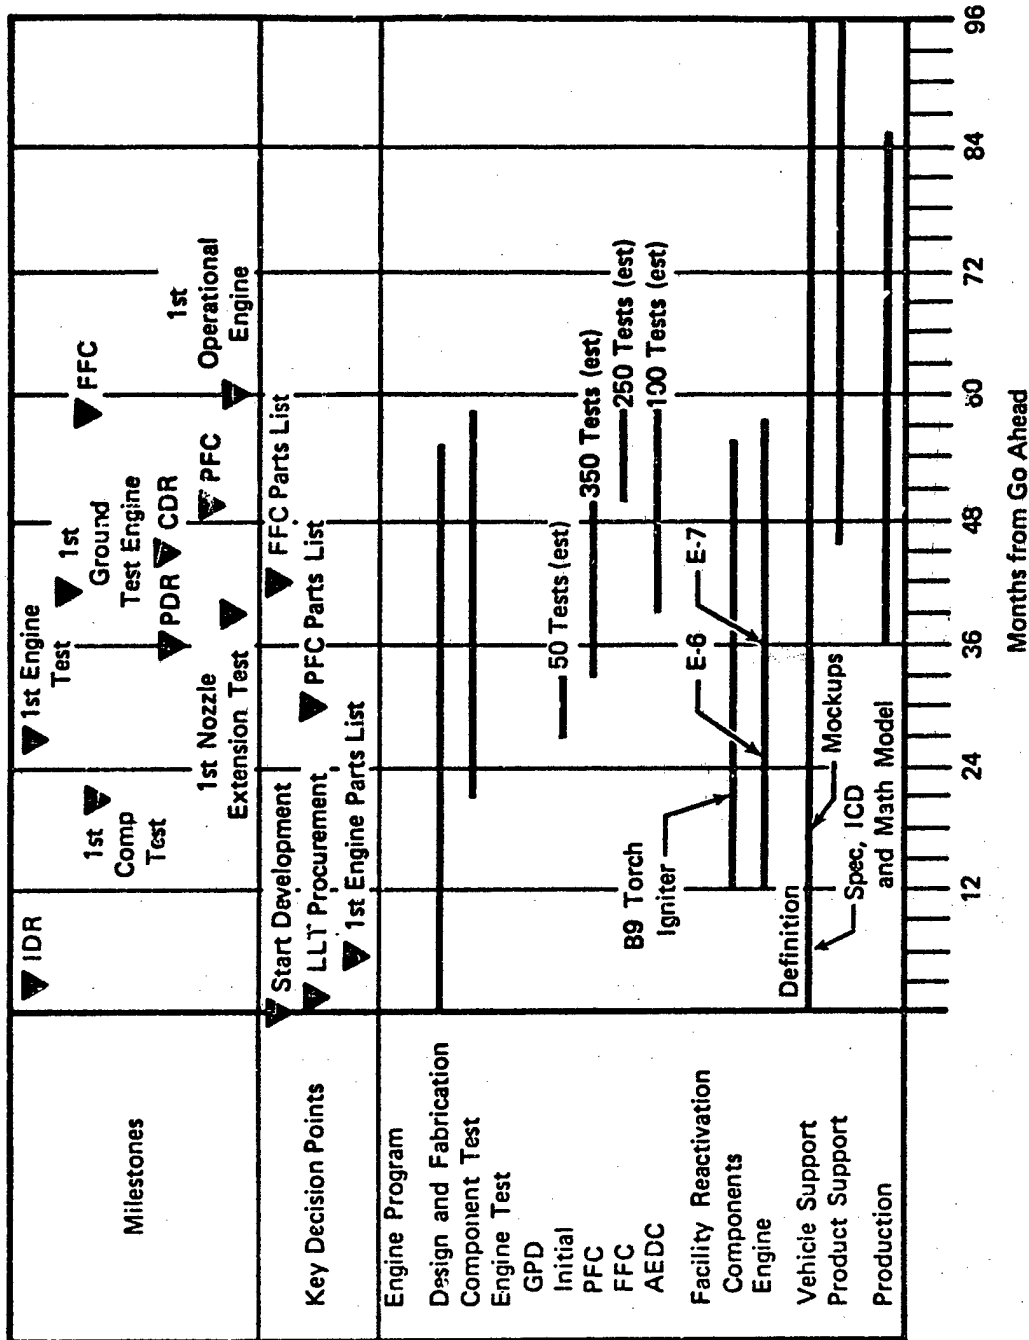 Milestones
IDR
1st Engine
Test
1st
Comp
Test
1st
Ground
Test Engine
FFC
PDR
CDR
1st Nozzle
Extension Test
PFC
1st
Operational
Engine
Key Decision Points
Start Development
FFC Parts List
LLT Procurement
PFC Parts List
1st Engine Parts List
Engine Program
Design and Fabrication
Component Test
Engine Test
GPD
Initial
50 Tests (est)
PFC
350 Tests (est)
FFC
250 Tests (est)
AEDC
100 Tests (est)
Facility Reactivation
Components
B9 Torch
Igniter
Engine
E-6
E-7
Vehicle Support
Definition
Product Support
Spec, ICD
and Math Model
Mockups
Production
12
24
36
48
60
72
84
96
Months from Go Ahead